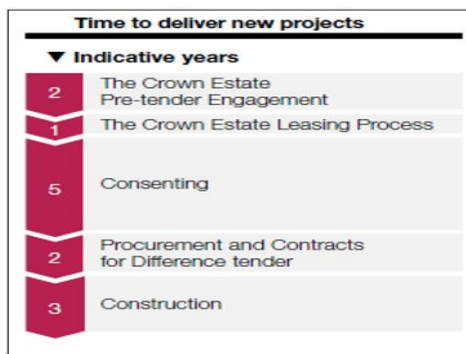 Time to deliver new projects
▼ Indicative years
2
The Crown Estate
Pre-tender Engagement
1
The Crown Estate Leasing Process
5
Consenting
2
Procurement and Contracts
for Difference tender
3
Construction